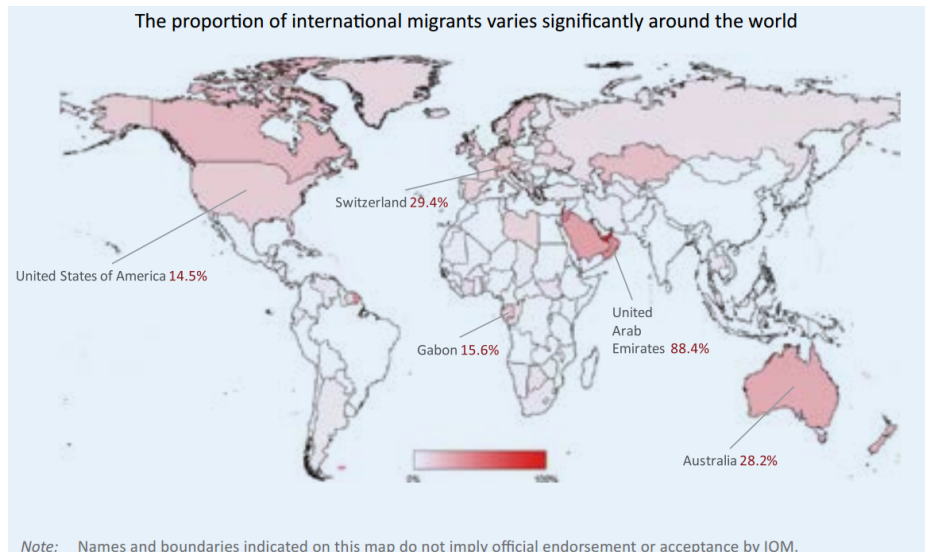 The proportion of international migrants varies significantly around the world
Switzerland 29.4%
United States of America 14.5%
United
Arab
Emirates 88.4%
Gabon 15.6%
Australia 28.2%
0%
100%
Note: Names and boundaries indicated on this map do not imply official endorsement or acceptance by IOM.